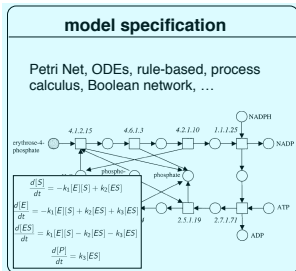 model specification
Petri Net, ODEs, rule-based, process
calculus, Boolean network, …
NADPH
4.1.2.15 4.6.1.3 4.2.1.10 1.1.1.25
erythrose-4-
phosphate
NADP
phospho-
phosphate
d[S]/dt = −k₁[E][S] + k₂[ES]
d[E]/dt = −k₁[E][S] + k₂[ES] + k₃[ES]
d[ES]/dt = k₁[E][S] − k₂[ES] − k₃[ES]
d[P]/dt = k₃[ES]
ATP
2.5.1.19 2.7.1.71
ADP